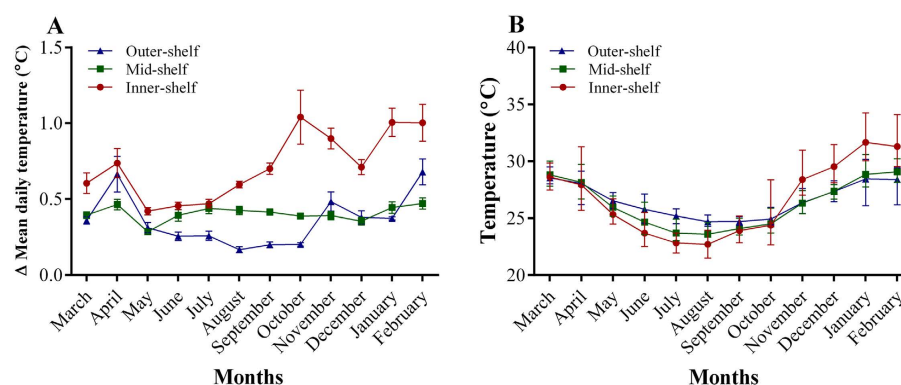 A
Δ Mean daily temperature (°C)
1.5
1.0
0.5
0.0
Outer-shelf
Mid-shelf
Inner-shelf
March
April
May
June
July
August
September
October
November
December
January
February
Months
B
Temperature (°C)
40
35
30
25
20
Outer-shelf
Mid-shelf
Inner-shelf
March
April
May
June
July
August
September
October
November
December
January
February
Months